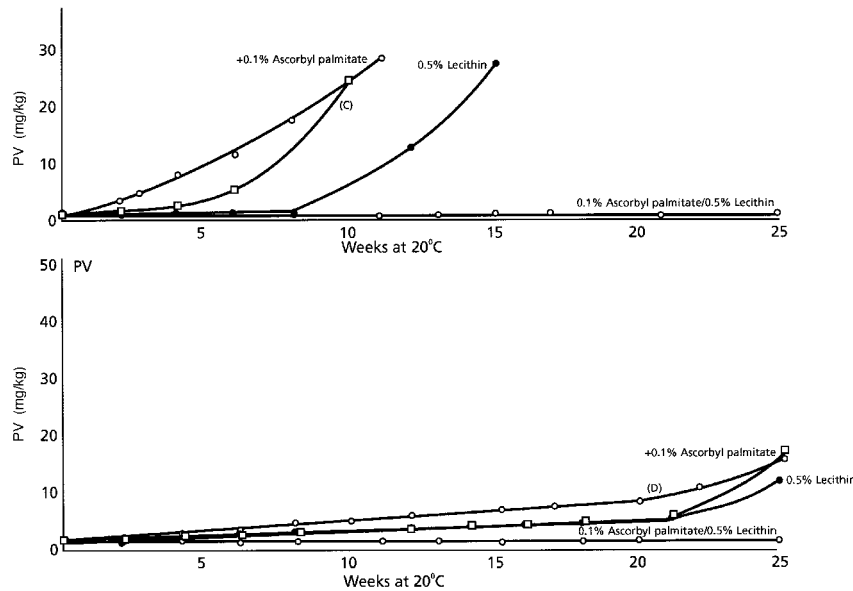 30
+0.1% Ascorbyl palmitate
0.5% Lecithin
PV (mg/kg)
20
(C)
10
0.1% Ascorbyl palmitate/0.5% Lecithin
0
5
10
15
20
25
Weeks at 20°C
50
PV
40
PV (mg/kg)
30
20
+0.1% Ascorbyl palmitate
10
(D)
0.5% Lecithin
0.1% Ascorbyl palmitate/0.5% Lecithin
0
5
10
15
20
25
Weeks at 20°C